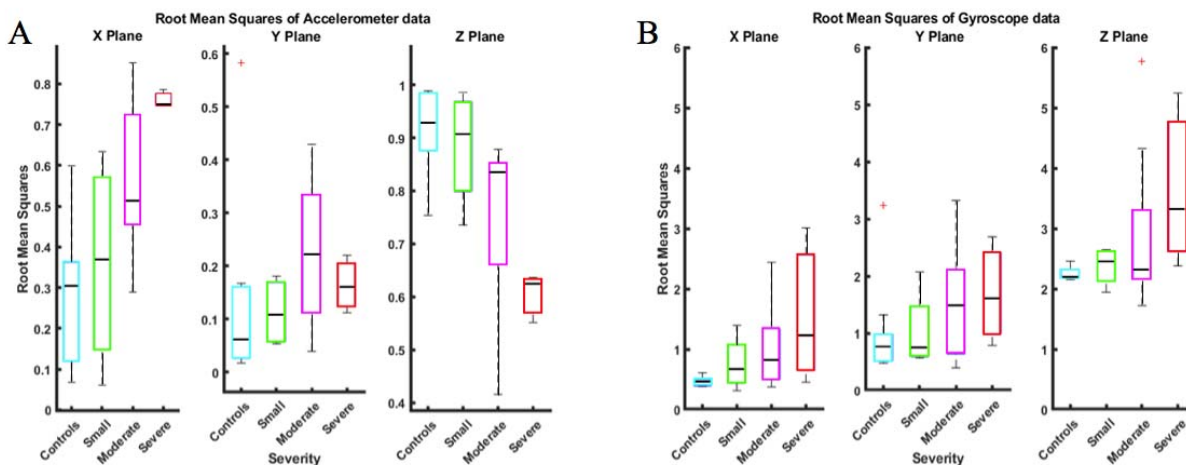 A
Root Mean Squares of Accelerometer data
X Plane
Y Plane
Z Plane
Root Mean Squares
0.8
0.7
0.6
0.5
0.4
0.3
0.2
0.1
0
0.6
0.5
0.4
0.3
0.2
0.1
0
1
0.9
0.8
0.7
0.6
0.5
0.4
Controls
Small
Moderate
Severe
Controls
Small
Moderate
Severe
Controls
Small
Moderate
Severe
Severity
B
Root Mean Squares of Gyroscope data
X Plane
Y Plane
Z Plane
Root Mean Squares
6
5
4
3
2
1
0
6
5
4
3
2
1
0
6
5
4
3
2
1
0
Controls
Small
Moderate
Severe
Controls
Small
Moderate
Severe
Controls
Small
Moderate
Severe
Severity